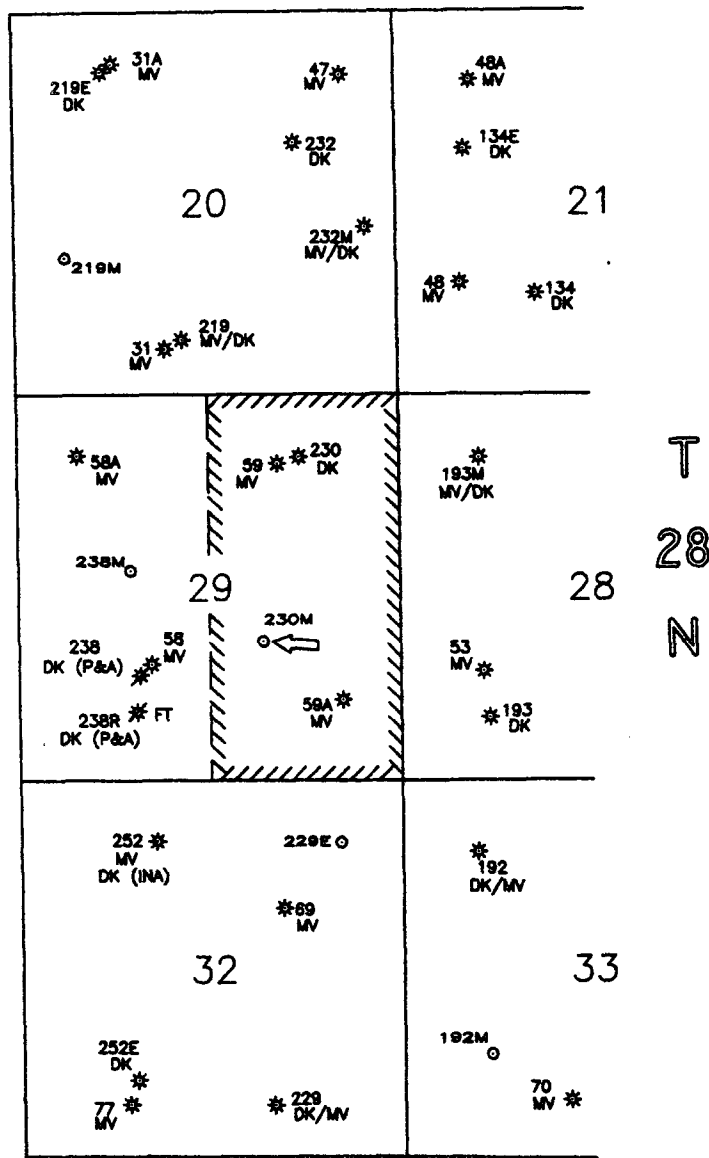 31A
MV
219E
DK
47
MV
232
DK
20
232M
MV/DK
219M
219
MV/DK
31
MV
48A
MV
134E
DK
21
48
MV
134
DK
58A
MV
59
MV
230
DK
193M
MV/DK
T
28
N
238M
29
28
230M
238
DK (P&A)
58
MV
53
MV
59A
MV
238R
DK (P&A)
FT
193
DK
252
MV
DK (INA)
229E
192
DK/MV
69
MV
32
33
192M
252E
DK
77
MV
229
DK/MV
70
MV